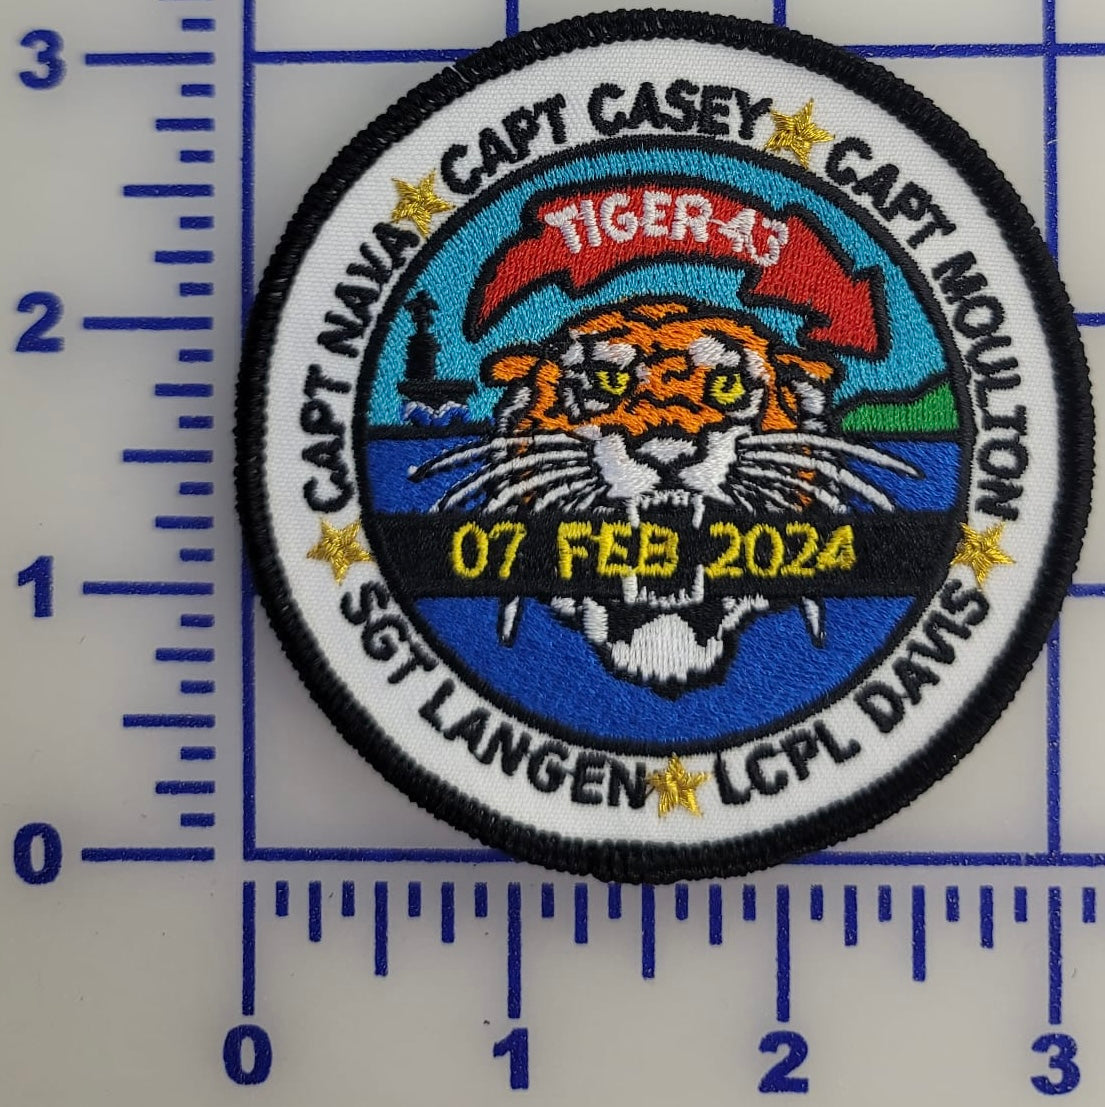 3
2
1
0
CAPT NAVA
CAPT CASEY
CAPT MOULTON
LCPL DAVIS
SGT LANGEN
TIGER 43
07 FEB 2024
0 1 2 3